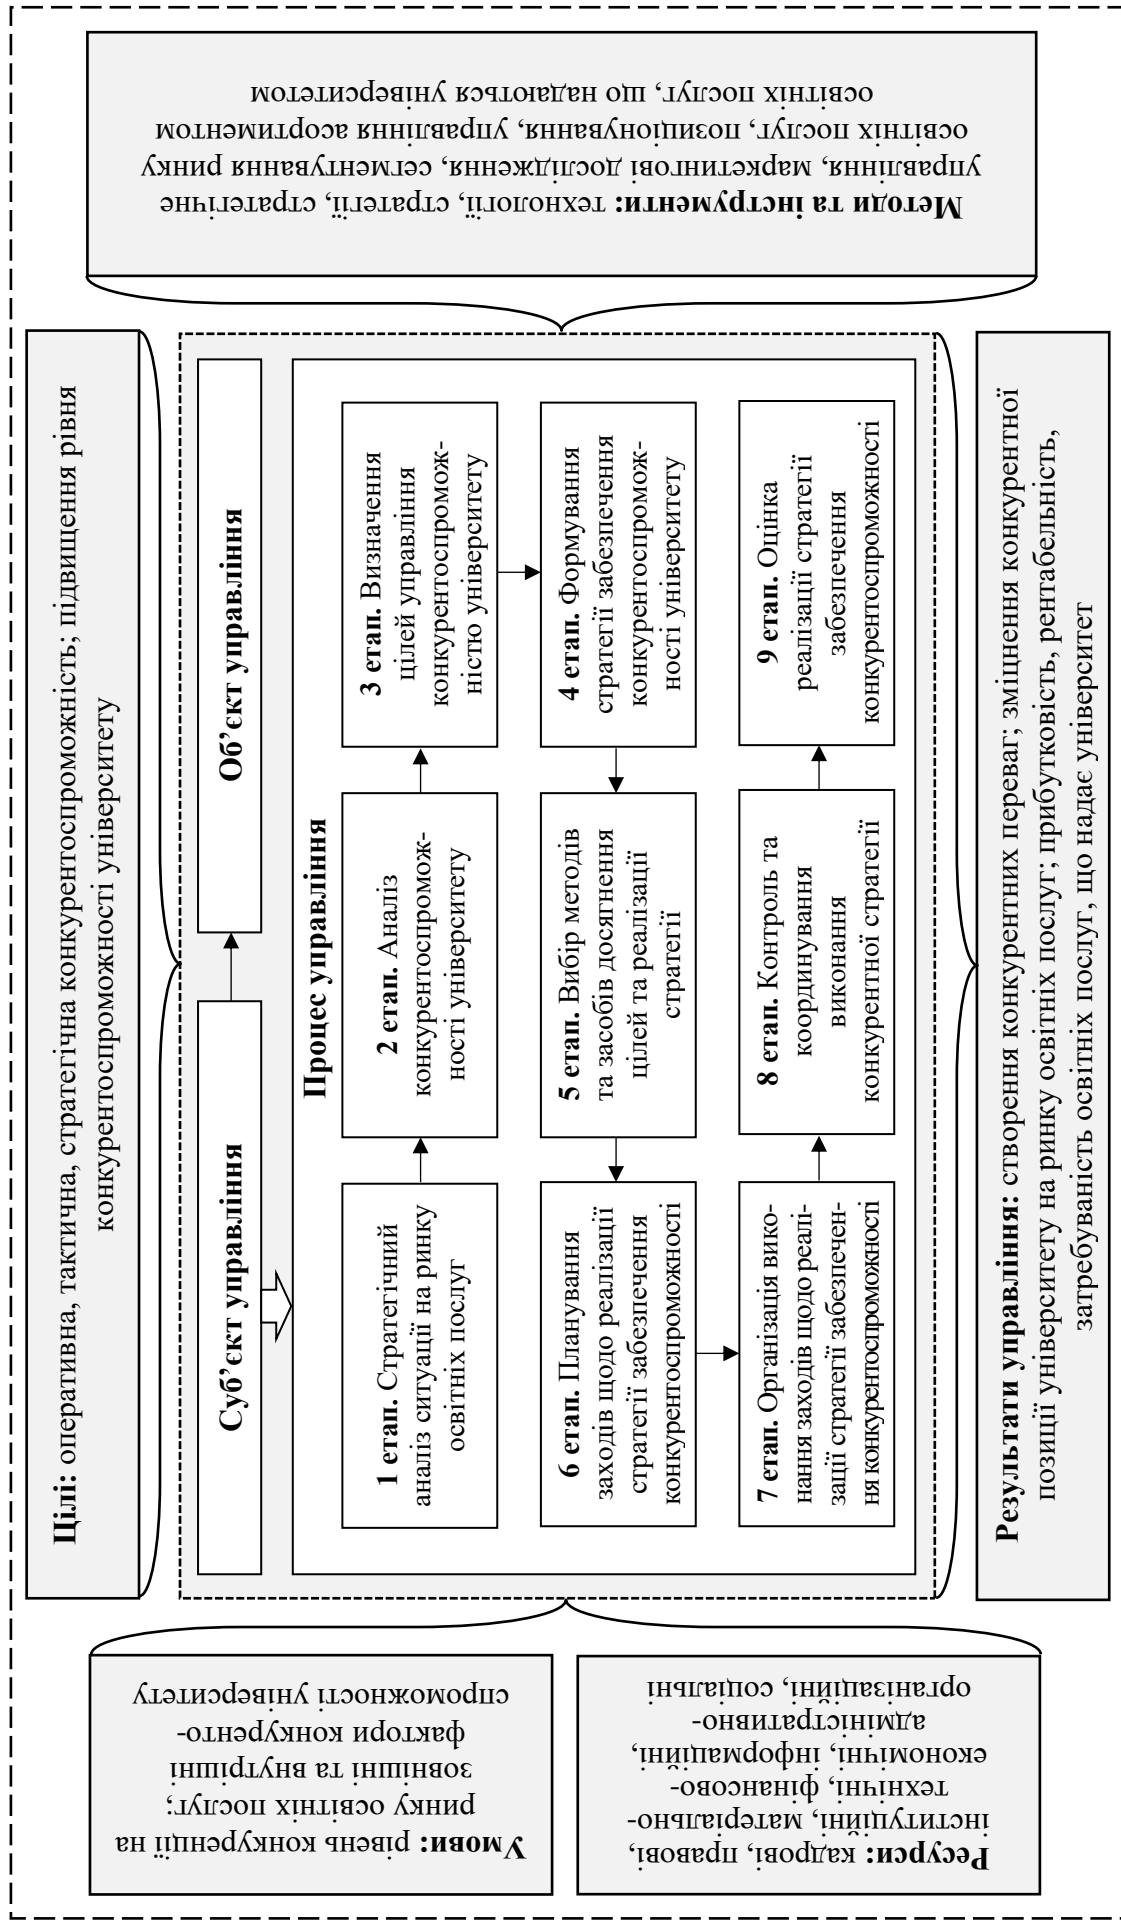 Цілі: оперативна, тактична, стратегічна конкурентоспроможність; підвищення рівня
конкурентоспроможності університету
Умови: рівень конкуренції на
ринку освітніх послуг;
зовнішні та внутрішні
фактори конкуренто-
спроможності університету
Ресурси: кадрові, правові,
інституційні, матеріально-
технічні, фінансово-
економічні, інформаційні,
адміністративно-
організаційні, соціальні
Суб’єкт управління
Об’єкт управління
Процес управління
1 етап. Стратегічний
аналіз ситуації на ринку
освітніх послуг
2 етап. Аналіз
конкурентоспромож-
ності університету
3 етап. Визначення
цілей управління
конкурентоспромож-
ністю університету
4 етап. Формування
стратегії забезпечення
конкурентоспромож-
ності університету
5 етап. Вибір методів
та засобів досягнення
цілей та реалізації
стратегії
6 етап. Планування
заходів щодо реалізації
стратегії забезпечення
конкурентоспроможності
7 етап. Організація вико-
нання заходів щодо реалі-
зації стратегії забезпечен-
ня конкурентоспроможності
8 етап. Контроль та
координування
виконання
конкурентної стратегії
9 етап. Оцінка
реалізації стратегії
забезпечення
конкурентоспроможності
Методи та інструменти: технології, стратегії, стратегічне
управління, маркетингові дослідження, сегментування ринку
освітніх послуг, позиціонування, управління асортиментом
освітніх послуг, що надаються університетом
Результати управління: створення конкурентних переваг; зміцнення конкурентної
позиції університету на ринку освітніх послуг; прибутковість, рентабельність,
затребуваність освітніх послуг, що надає університет